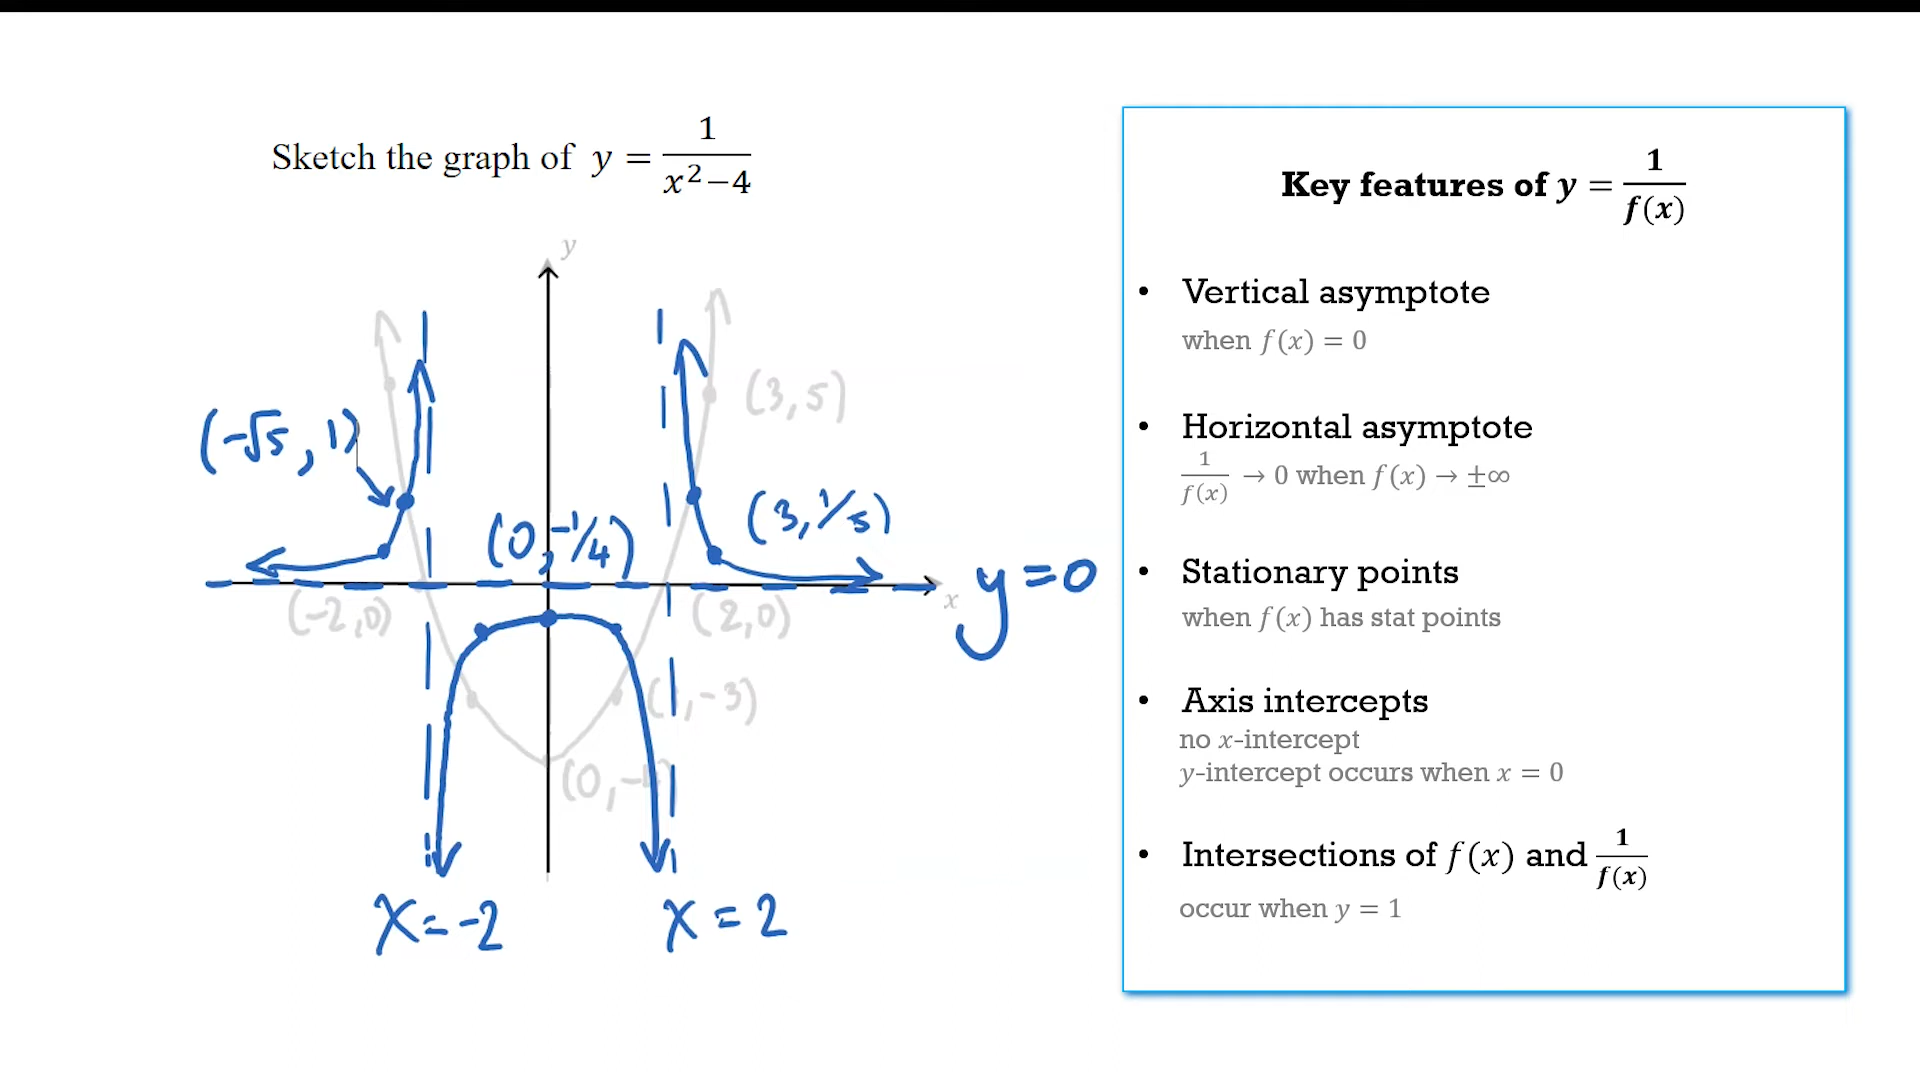 Sketch the graph of y = 1/(x² − 4)
y
(3, 5)
(-√5, 1)
(3, 1/5)
(0, -1/4)
y = 0
x
(-2, 0)
(2, 0)
(1, -3)
x = -2
x = 2
Key features of y = 1/f(x)
• Vertical asymptote
when f(x) = 0
• Horizontal asymptote
1/f(x) → 0 when f(x) → ±∞
• Stationary points
when f(x) has stat points
• Axis intercepts
no x-intercept
y-intercept occurs when x = 0
• Intersections of f(x) and 1/f(x)
occur when y = 1